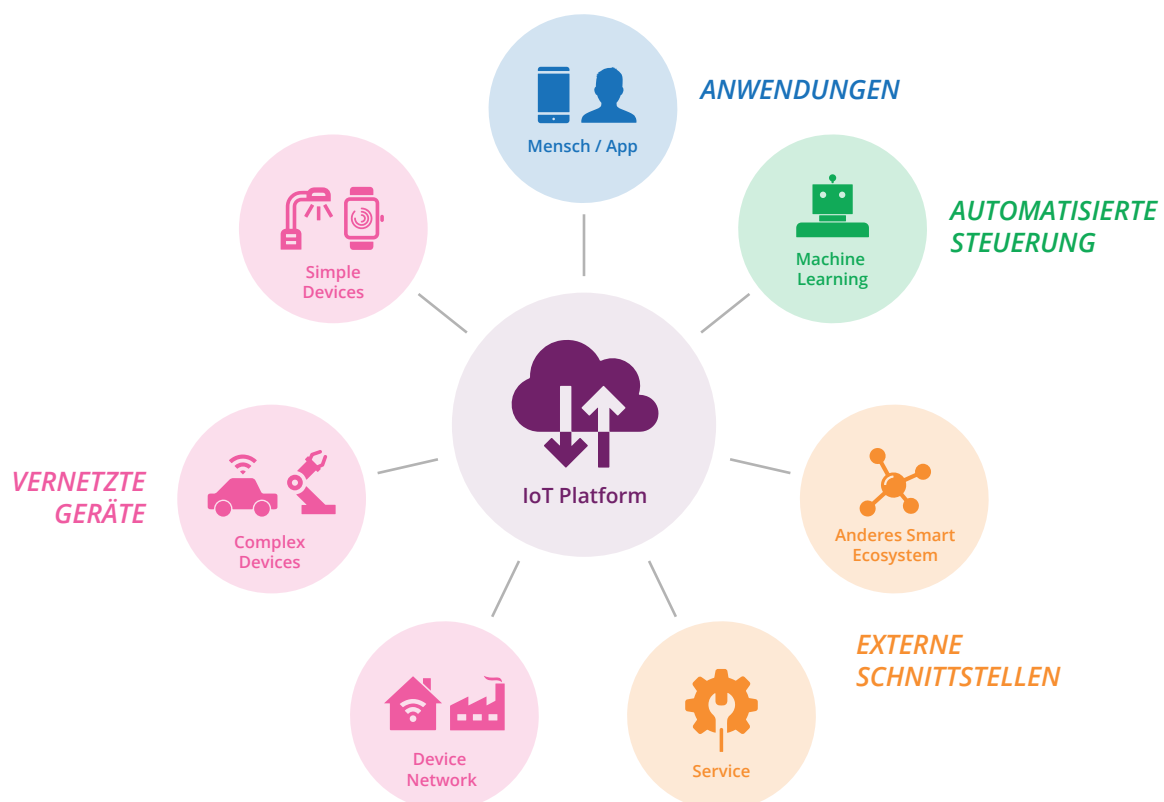 ANWENDUNGEN
Mensch / App
AUTOMATISIERTE
STEUERUNG
Machine
Learning
Simple
Devices
IoT Platform
VERNETZTE
GERÄTE
Complex
Devices
Anderes Smart
Ecosystem
EXTERNE
SCHNITTSTELLEN
Device
Network
Service